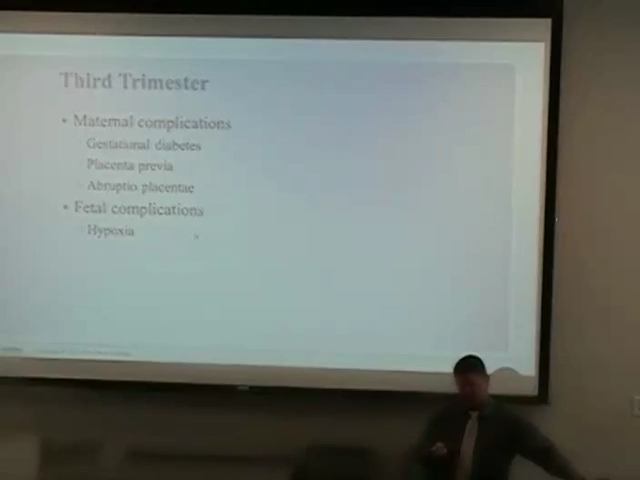 Third Trimester
• Maternal complications
Gestational diabetes
Placenta previa
Abruptio placentae
• Fetal complications
Hypoxia